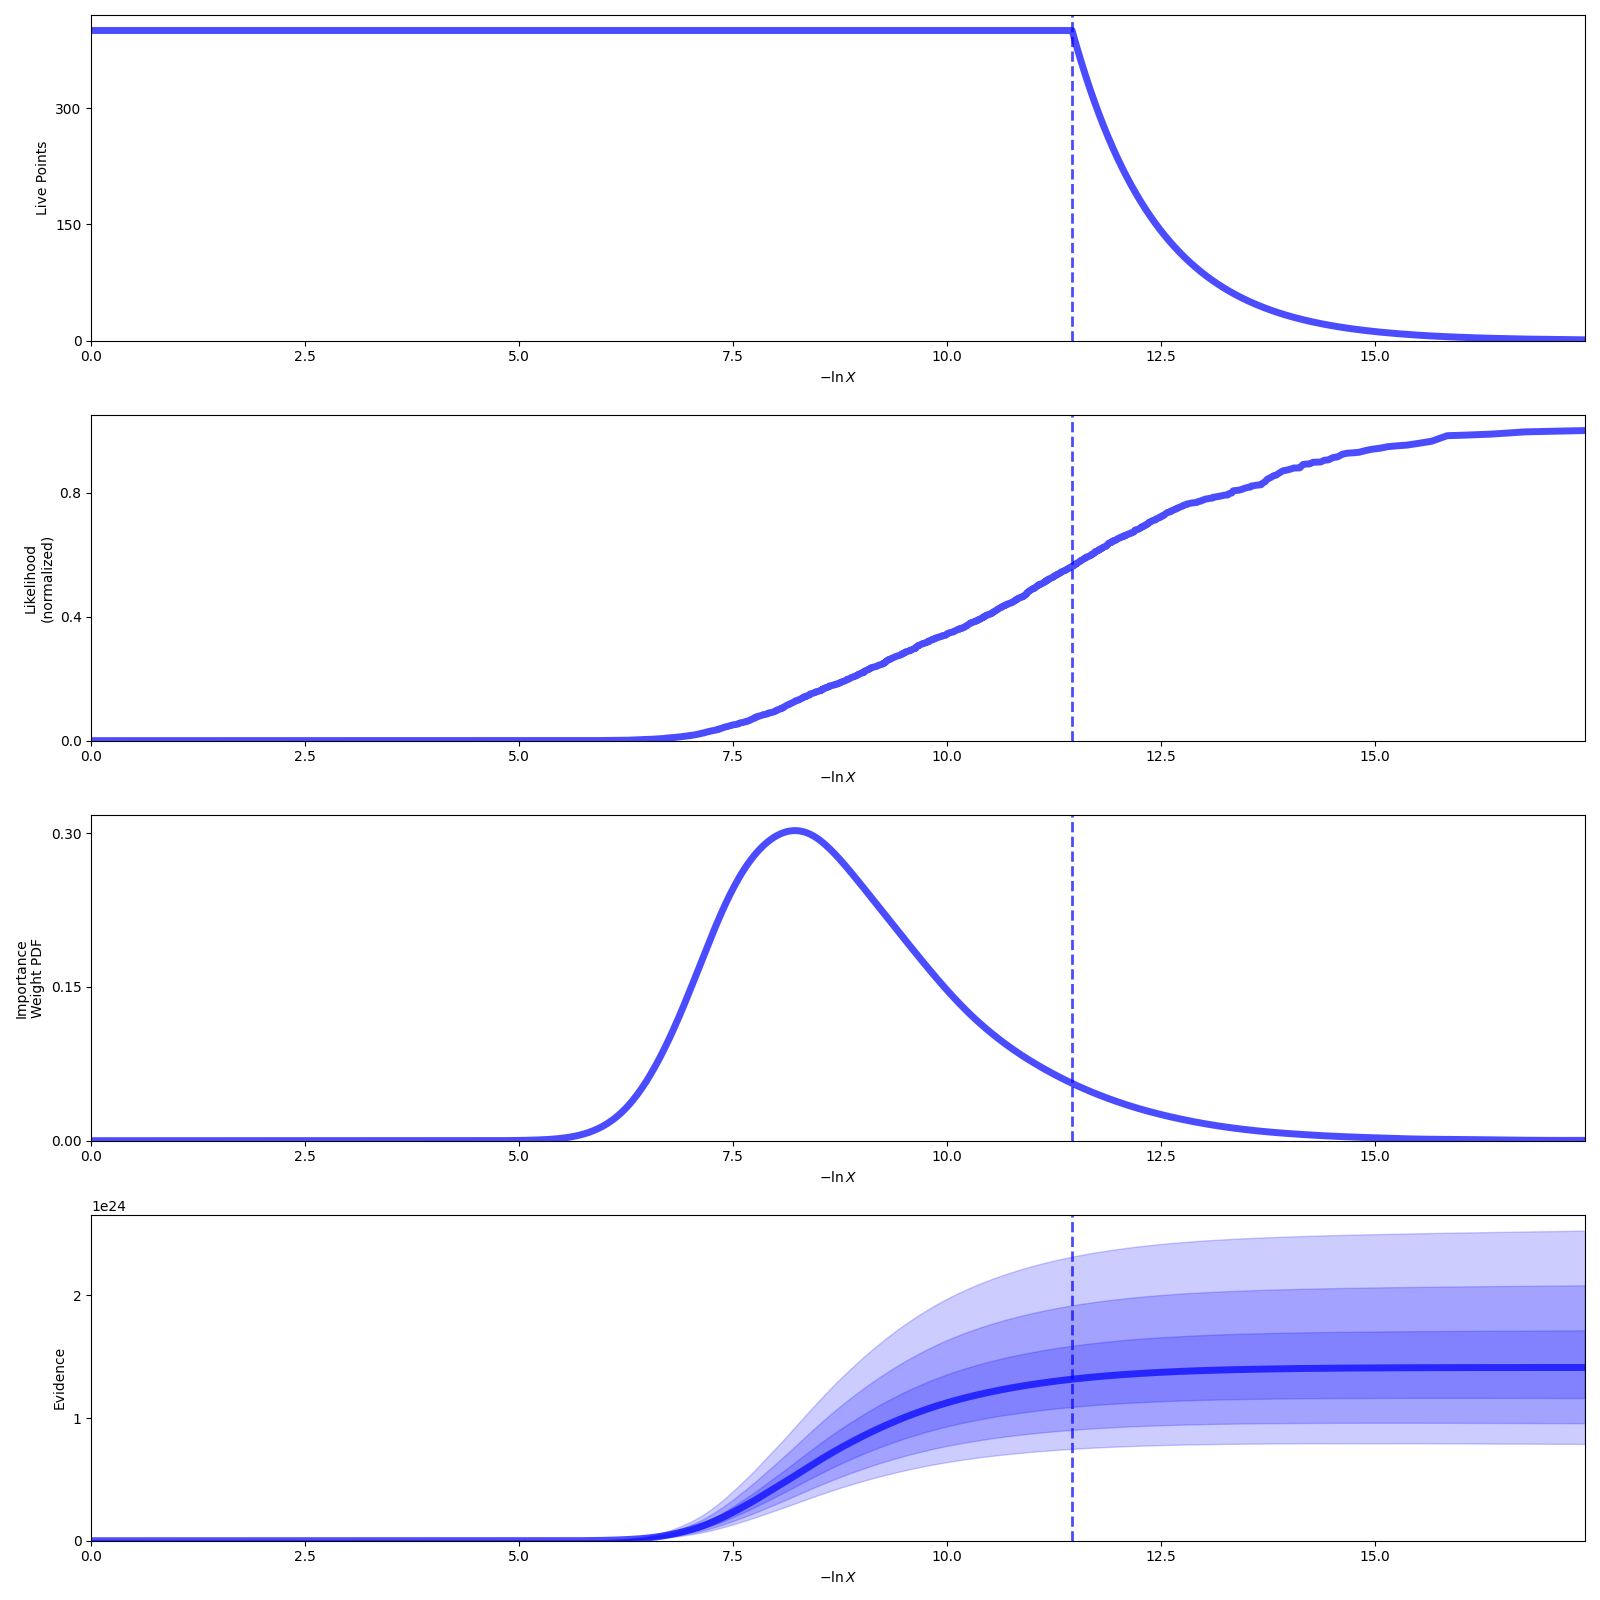 300
150
0
Live Points
0.0 2.5 5.0 7.5 10.0 12.5 15.0
−ln X
0.8
0.4
0.0
Likelihood
(normalized)
0.0 2.5 5.0 7.5 10.0 12.5 15.0
−ln X
0.30
0.15
0.00
Importance
Weight PDF
0.0 2.5 5.0 7.5 10.0 12.5 15.0
−ln X
1e24
2
1
0
Evidence
0.0 2.5 5.0 7.5 10.0 12.5 15.0
−ln X